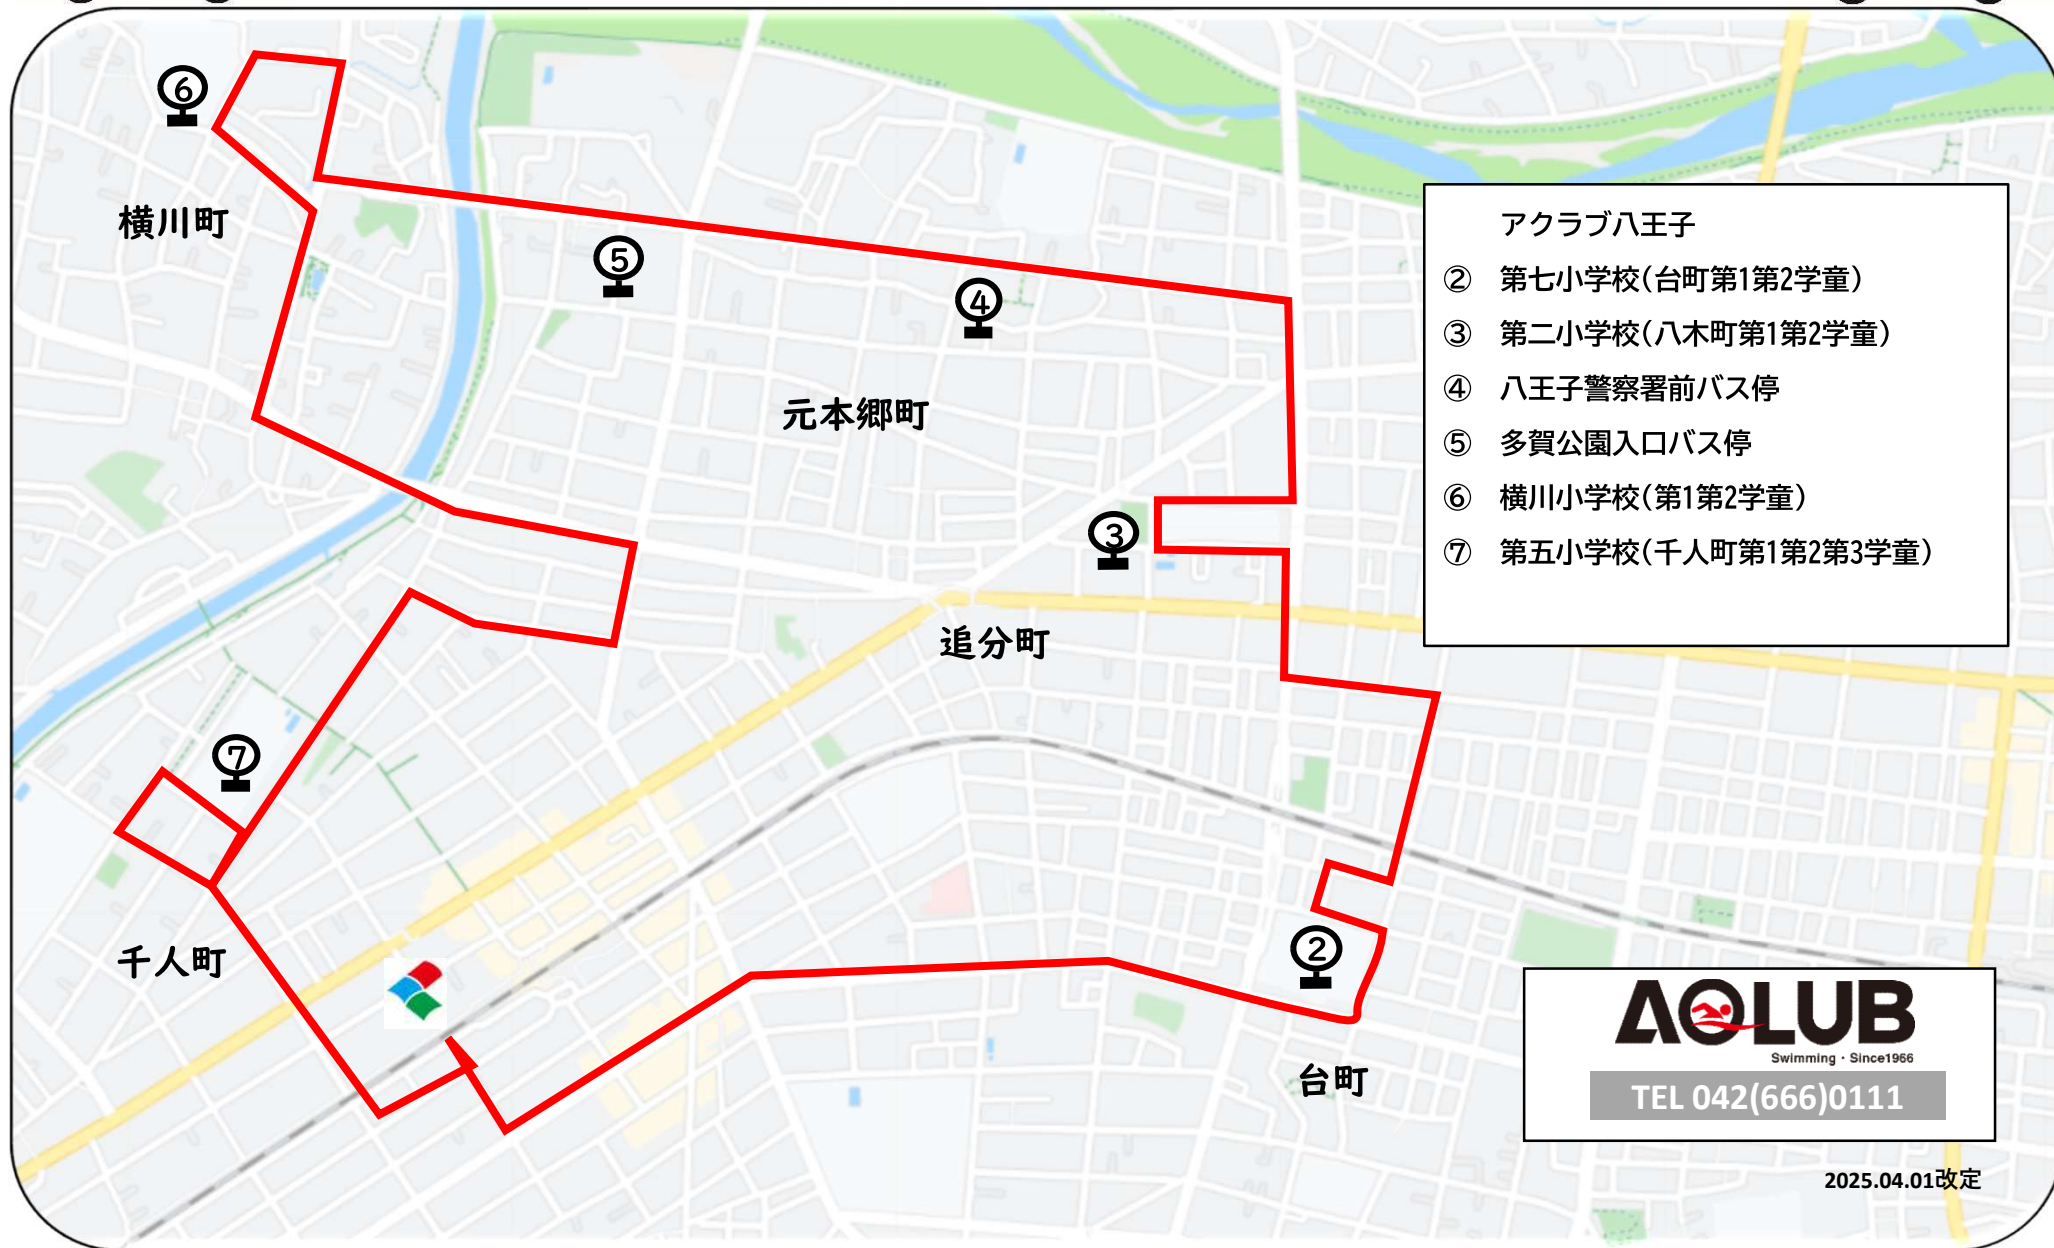 ⑥
横川町
⑤
④
元本郷町
③
追分町
⑦
千人町
②
台町
アクラブ八王子
② 第七小学校(台町第1第2学童)
③ 第二小学校(八木町第1第2学童)
④ 八王子警察署前バス停
⑤ 多賀公園入口バス停
⑥ 横川小学校(第1第2学童)
⑦ 第五小学校(千人町第1第2第3学童)
AQLUB
Swimming・Since1966
TEL 042(666)0111
2025.04.01改定